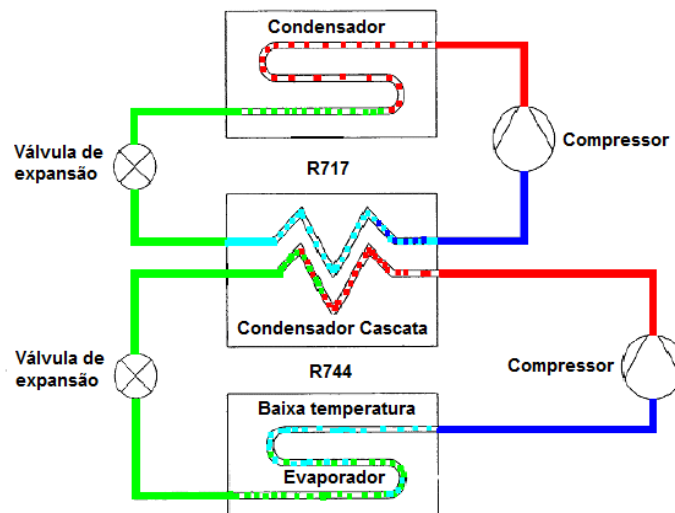 Condensador
Compressor
Válvula de
expansão
R717
Condensador Cascata
Válvula de
expansão
R744
Compressor
Baixa temperatura
Evaporador